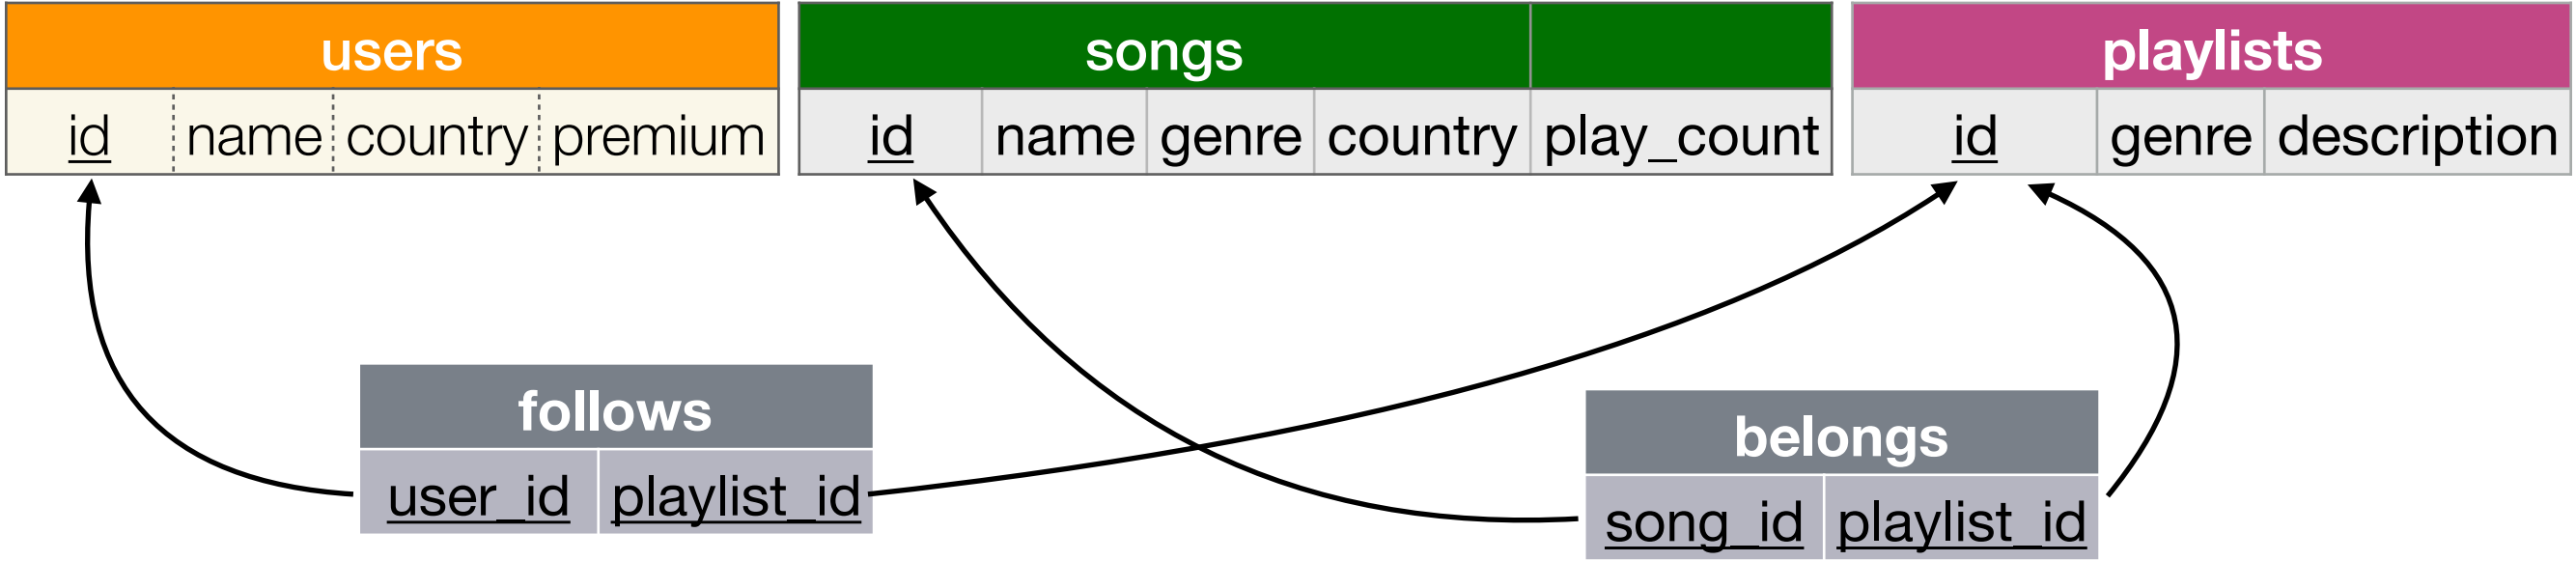 users
id name country premium
songs
id name genre country play_count
playlists
id genre description
follows
user_id playlist_id
belongs
song_id playlist_id